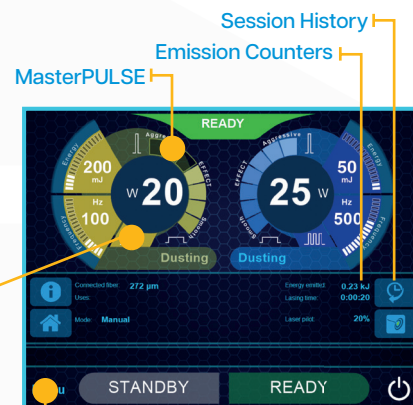 Session History
Emission Counters
MasterPULSE
READY
Aggressive
EFFECT
Smooth
Energy
200
mJ
Hz
100
Frequency
W 20
Dusting
Aggressive
EFFECT
Smooth
25 W
Energy
50
mJ
Hz
500
Frequency
Dusting
Connected fibre: 272 µm
Uses:
Mode: Manual
Energy emitted: 0.23 kJ
Lasing time: 0:00:20
Laser pilot: 20%
STANDBY
READY